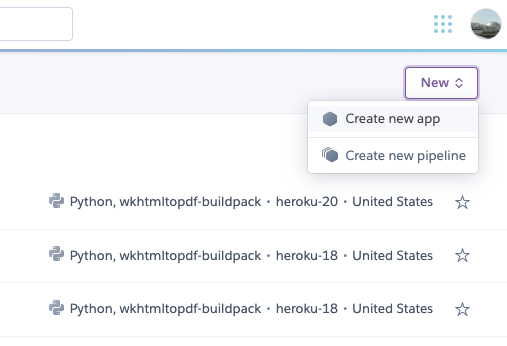 New
Create new app
Create new pipeline
Python, wkhtmltopdf-buildpack · heroku-20 · United States
Python, wkhtmltopdf-buildpack · heroku-18 · United States
Python, wkhtmltopdf-buildpack · heroku-18 · United States